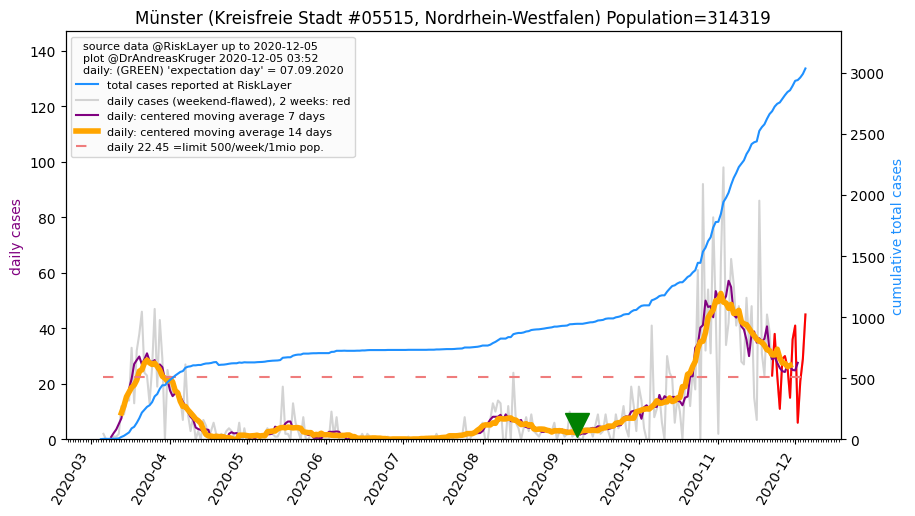 Münster (Kreisfreie Stadt #05515, Nordrhein-Westfalen) Population=314319
source data @RiskLayer up to 2020-12-05
plot @DrAndreasKruger 2020-12-05 03:52
daily: (GREEN) 'expectation day' = 07.09.2020
total cases reported at RiskLayer
daily cases (weekend-flawed), 2 weeks: red
daily: centered moving average 7 days
daily: centered moving average 14 days
daily 22.45 =limit 500/week/1mio pop.
daily cases
140
120
100
80
60
40
20
0
cumulative total cases
3000
2500
2000
1500
1000
500
0
2020-03
2020-04
2020-05
2020-06
2020-07
2020-08
2020-09
2020-10
2020-11
2020-12